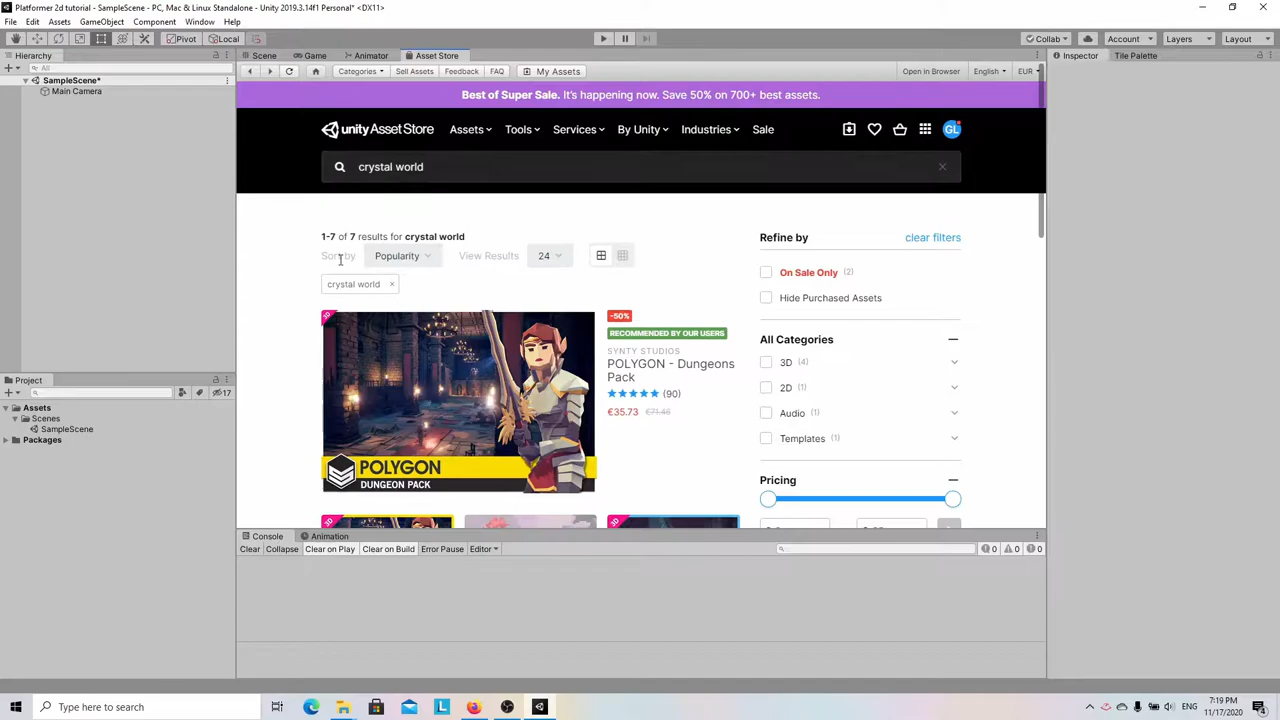 Platformer 2d tutorial - SampleScene - PC, Mac & Linux Standalone - Unity 2019.3.14f1 Personal* <DX11>
File Edit Assets GameObject Component Window Help
Pivot Local Collab Account Layers Layout
Hierarchy Scene Game Animator Asset Store Inspector Tile Palette
All
SampleScene*
Main Camera
Categories Sell Assets Feedback FAQ My Assets Open in Browser English EUR
Best of Super Sale. It's happening now. Save 50% on 700+ best assets.
unity Asset Store Assets Tools Services By Unity Industries Sale GL
crystal world
1-7 of 7 results for crystal world
Sort by Popularity View Results 24
crystal world ×
POLYGON
DUNGEON PACK
-50%
RECOMMENDED BY OUR USERS
SYNTY STUDIOS
POLYGON - Dungeons
Pack
(90)
€35.73 €71.46
Refine by clear filters
On Sale Only (2)
Hide Purchased Assets
All Categories
3D (4)
2D (1)
Audio (1)
Templates (1)
Pricing
Project
17
Assets
Scenes
SampleScene
Packages
Console Animation
Clear Collapse Clear on Play Clear on Build Error Pause Editor 0 0 0
Type here to search
ENG
7:19 PM
11/17/2020
4